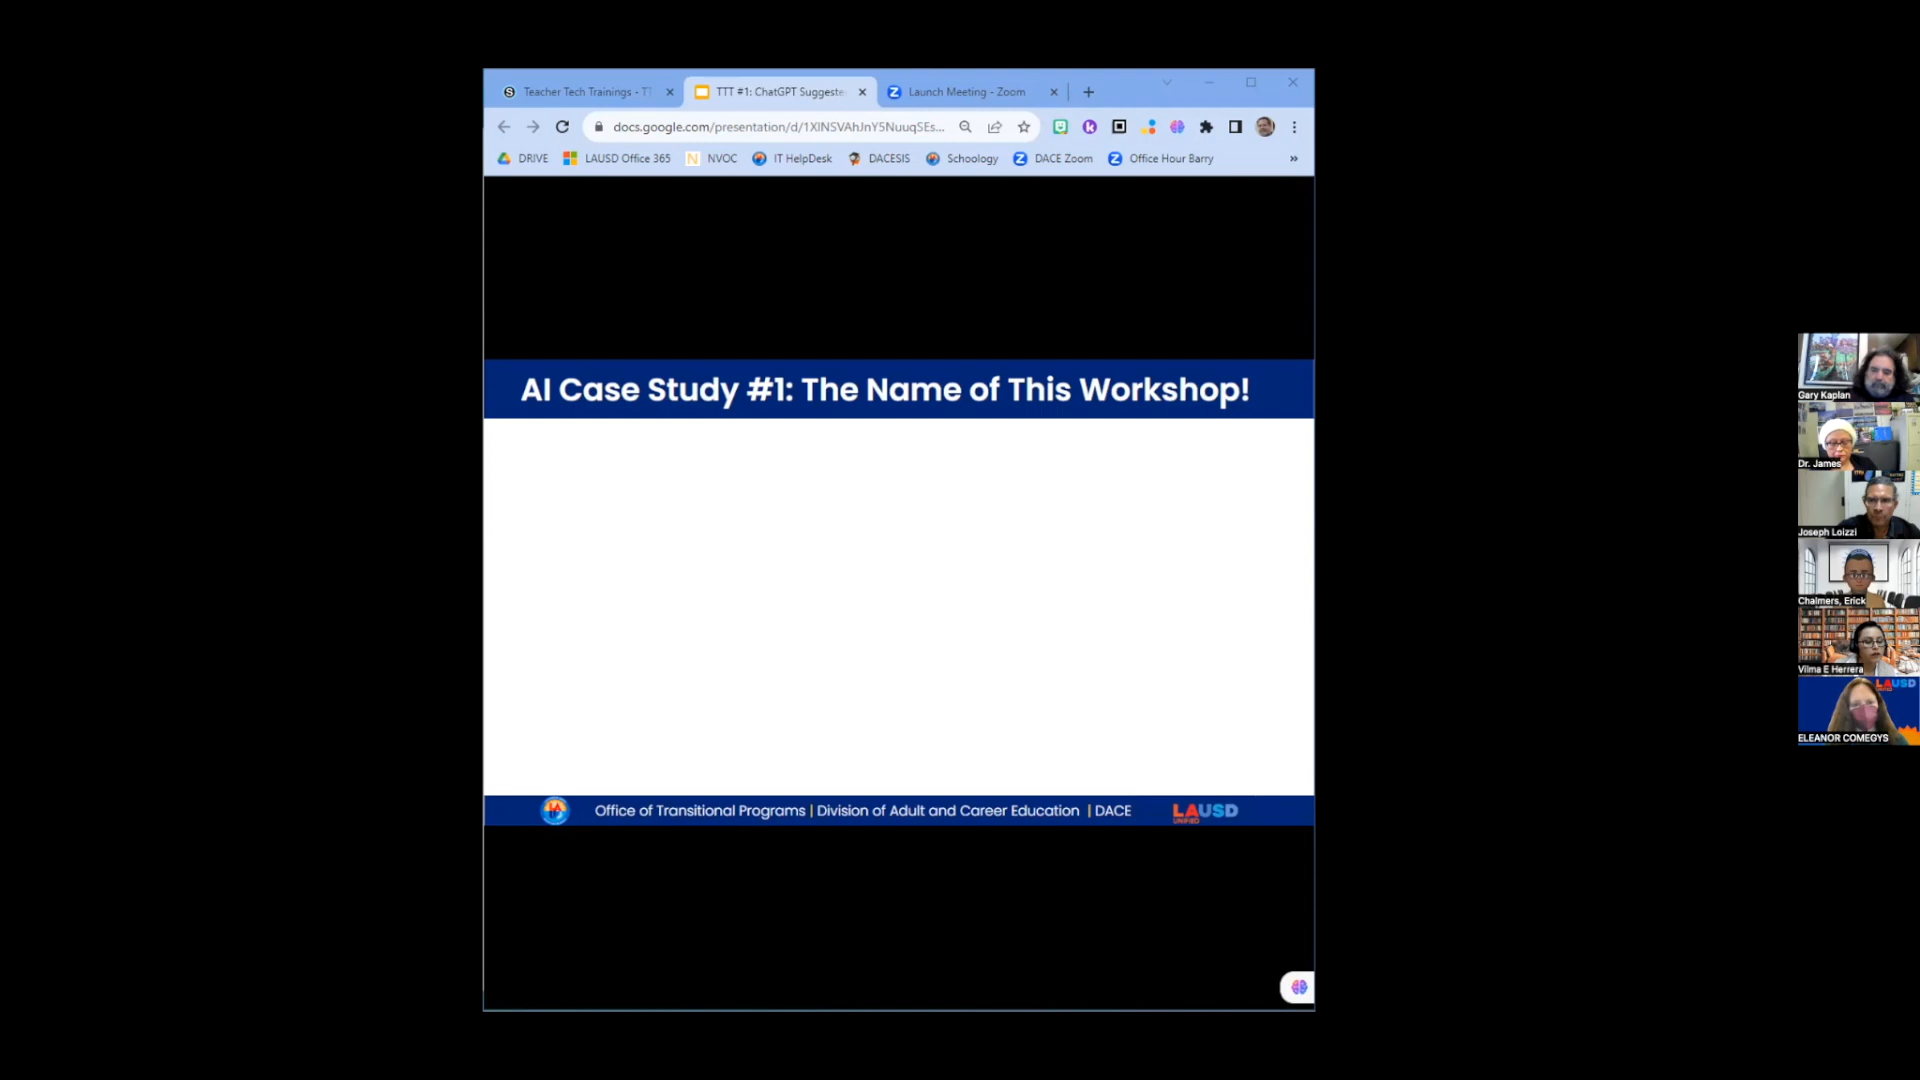 Teacher Tech Trainings - TT
TTT #1: ChatGPT Suggeste
Launch Meeting - Zoom
docs.google.com/presentation/d/1XlNSVAhJnY5NuuqSEs...
DRIVE
LAUSD Office 365
NVOC
IT HelpDesk
DACESIS
Schoology
DACE Zoom
Office Hour Barry
AI Case Study #1: The Name of This Workshop!
Office of Transitional Programs | Division of Adult and Career Education | DACE
LAUSD
UNIFIED
Gary Kaplan
Dr. James
Joseph Loizzi
Chalmers, Erick
Vilma E Herrera
LAUSD
ELEANOR COMEGYS